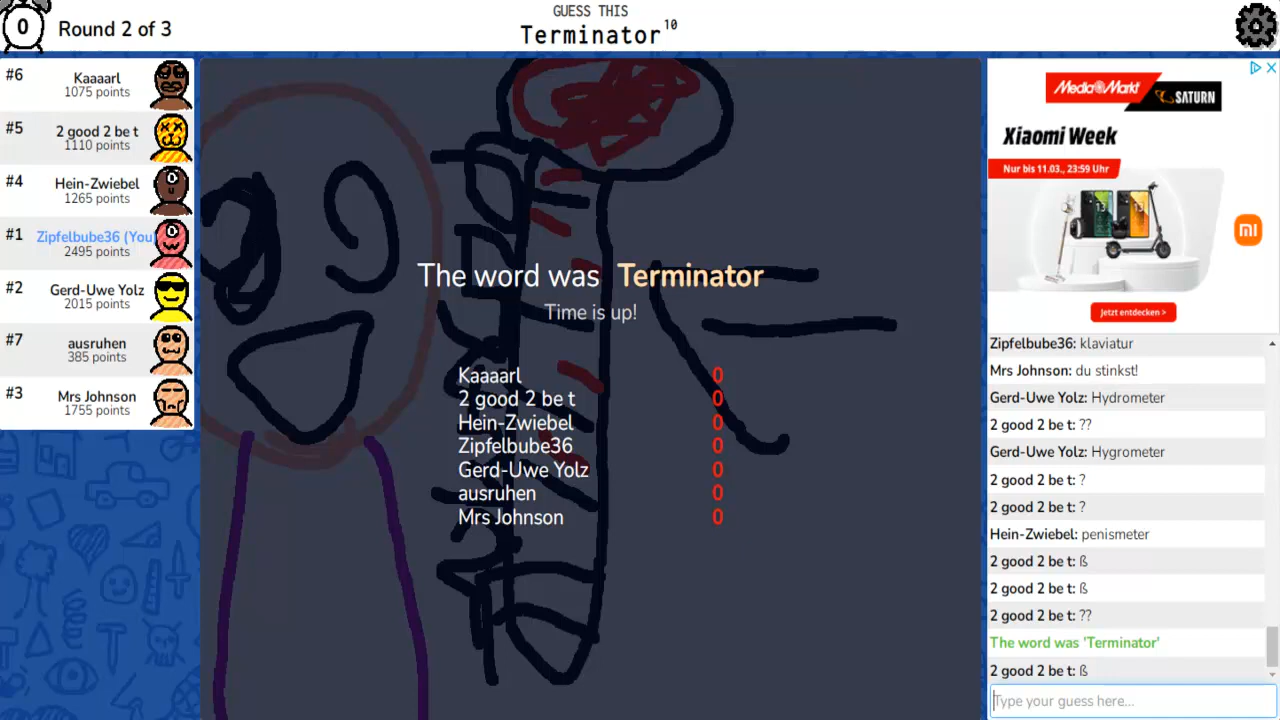 0
Round 2 of 3
GUESS THIS
Terminator 10
#6 Kaaaarl
1075 points
#5 2 good 2 be t
1110 points
#4 Hein-Zwiebel
1265 points
#1 Zipfelbube36 (You)
2495 points
#2 Gerd-Uwe Yolz
2015 points
#7 ausruhen
385 points
#3 Mrs Johnson
1755 points
The word was Terminator
Time is up!
Kaaaarl 0
2 good 2 be t 0
Hein-Zwiebel 0
Zipfelbube36 0
Gerd-Uwe Yolz 0
ausruhen 0
Mrs Johnson 0
MediaMarkt SATURN
Xiaomi Week
Nur bis 11.03., 23:59 Uhr
13 13
mi
Jetzt entdecken >
Zipfelbube36: klaviatur
Mrs Johnson: du stinkst!
Gerd-Uwe Yolz: Hydrometer
2 good 2 be t: ??
Gerd-Uwe Yolz: Hygrometer
2 good 2 be t: ?
2 good 2 be t: ?
Hein-Zwiebel: penismeter
2 good 2 be t: ß
2 good 2 be t: ß
2 good 2 be t: ??
The word was 'Terminator'
2 good 2 be t: ß
Type your guess here...